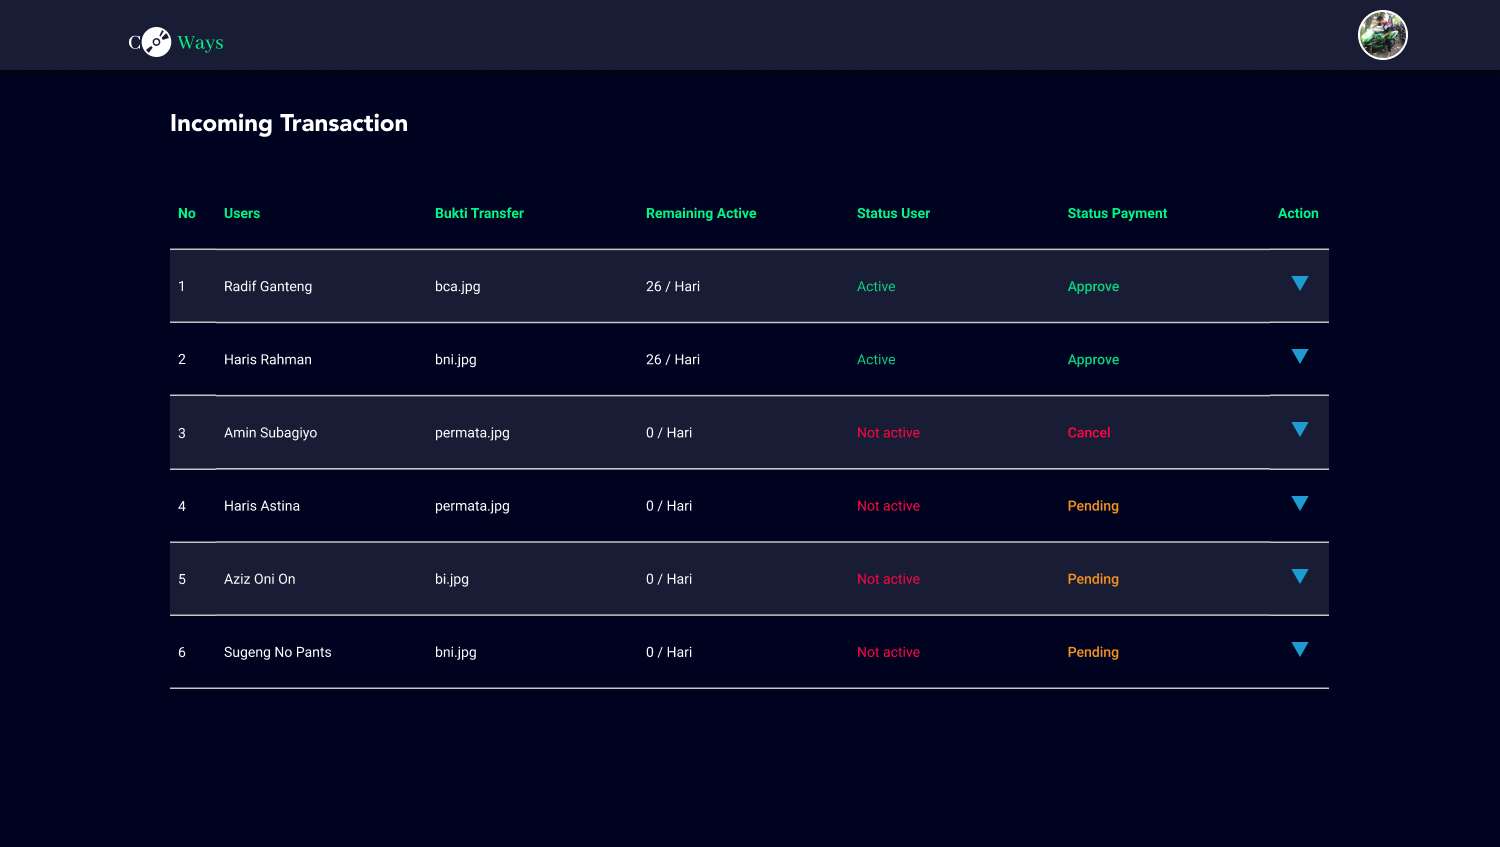 C Ways
Incoming Transaction
No Users Bukti Transfer Remaining Active Status User Status Payment Action
1 Radif Ganteng bca.jpg 26 / Hari Active Approve
2 Haris Rahman bni.jpg 26 / Hari Active Approve
3 Amin Subagiyo permata.jpg 0 / Hari Not active Cancel
4 Haris Astina permata.jpg 0 / Hari Not active Pending
5 Aziz Oni On bi.jpg 0 / Hari Not active Pending
6 Sugeng No Pants bni.jpg 0 / Hari Not active Pending